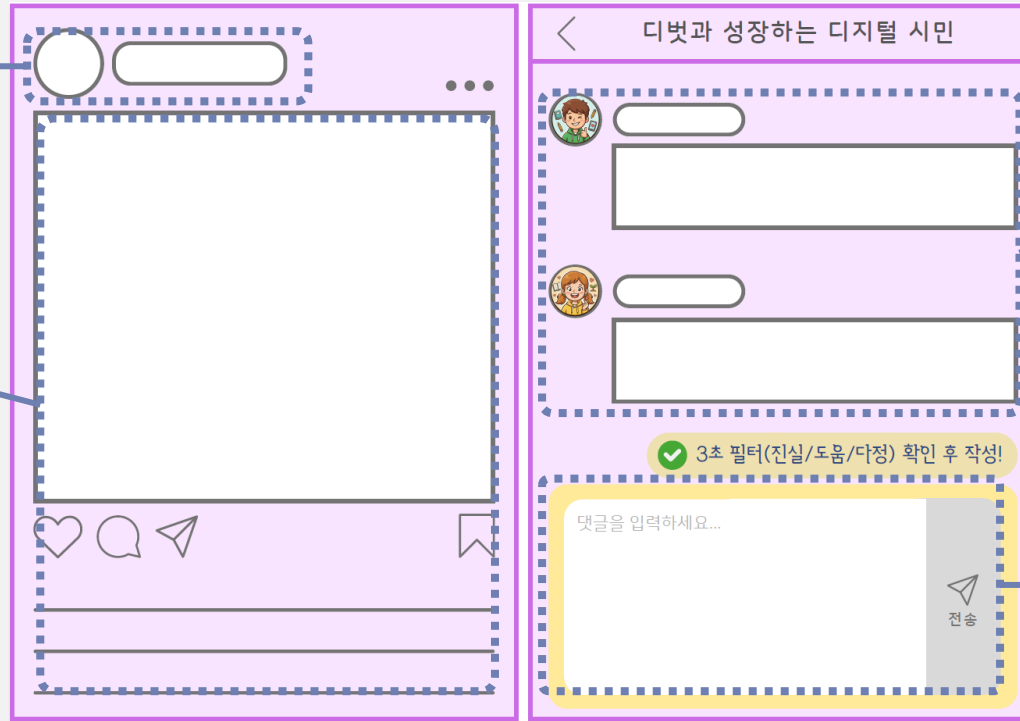 디벗과 성장하는 디지털 시민
3초 필터(진실/도움/다정) 확인 후 작성!
댓글을 입력하세요...
전송